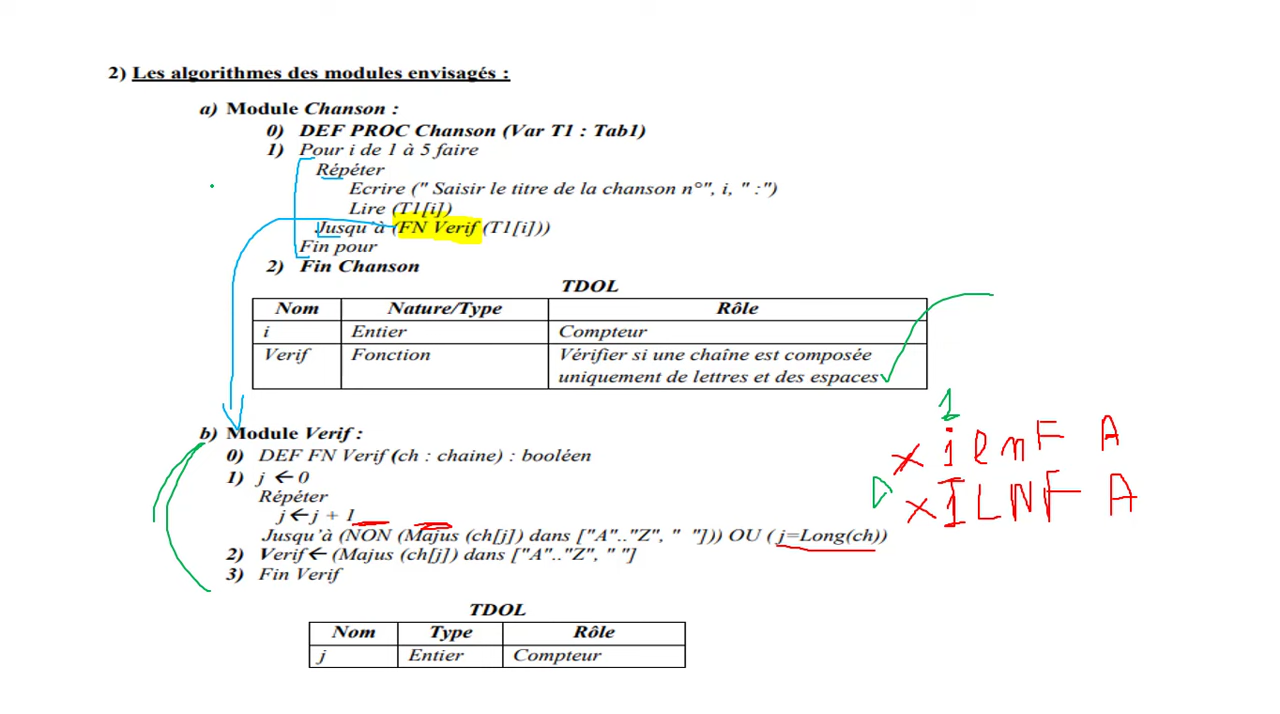 2) Les algorithmes des modules envisagés :
a) Module Chanson :
0) DEF PROC Chanson (Var T1 : Tab1)
1) Pour i de 1 à 5 faire
Répéter
Ecrire (" Saisir le titre de la chanson n°", i, " :")
Lire (T1[i])
Jusqu'à (FN Verif (T1[i]))
Fin pour
2) Fin Chanson
TDOL
Nom Nature/Type Rôle
i Entier Compteur
Verif Fonction Vérifier si une chaîne est composée
uniquement de lettres et des espaces
b) Module Verif :
0) DEF FN Verif (ch : chaine) : booléen
1) j ← 0
Répéter
j ← j + 1
Jusqu'à (NON (Majus (ch[j]) dans ["A".."Z", " "])) OU ( j=Long(ch))
2) Verif ← (Majus (ch[j]) dans ["A".."Z", " "]
3) Fin Verif
TDOL
Nom Type Rôle
j Entier Compteur